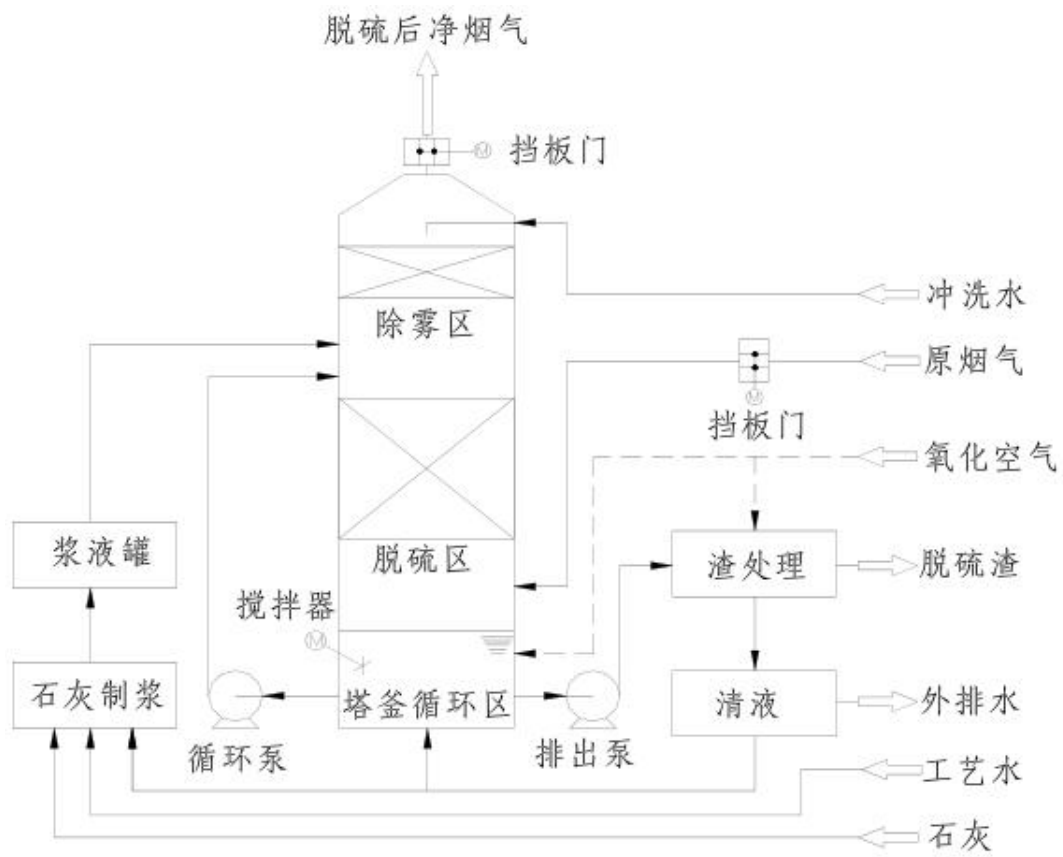 脱硫后净烟气
M
挡板门
冲洗水
除雾区
原烟气
M
挡板门
氧化空气
浆液罐
脱硫区
渣处理
脱硫渣
搅拌器
M
石灰制浆
塔釜循环区
清液
外排水
循环泵
排出泵
工艺水
石灰